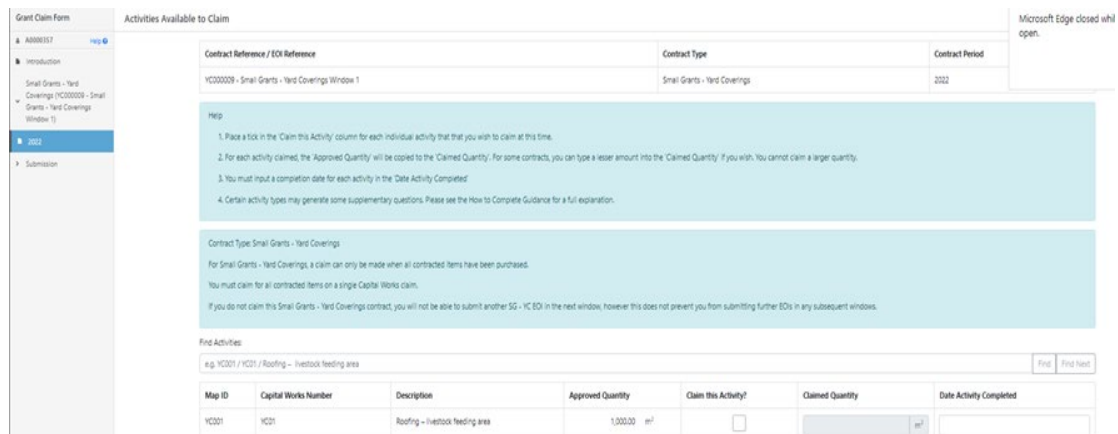 Grant Claim Form
Activities Available to Claim
Microsoft Edge closed whil
open.
A0000357
Help
Introduction
Small Grants - Yard
Coverings (YC000009 - Small
Grants - Yard Coverings
Window 1)
2022
Submission
Contract Reference / EOI Reference Contract Type Contract Period
YC000009 - Small Grants - Yard Coverings Window 1 Small Grants - Yard Coverings 2022
Help
1. Place a tick in the 'Claim this Activity' column for each individual activity that that you wish to claim at this time.
2. For each activity claimed, the 'Approved Quantity' will be copied to the 'Claimed Quantity'. For some contracts, you can type a lesser amount into the 'Claimed Quantity' if you wish. You cannot claim a larger quantity.
3. You must input a completion date for each activity in the 'Date Activity Completed'
4. Certain activity types may generate some supplementary questions. Please see the How to Complete Guidance for a full explanation.
Contract Type: Small Grants - Yard Coverings
For Small Grants - Yard Coverings, a claim can only be made when all contracted items have been purchased.
You must claim for all contracted items on a single Capital Works claim.
If you do not claim this Small Grants - Yard Coverings contract, you will not be able to submit another SG - YC EOI in the next window, however this does not prevent you from submitting further EOIs in any subsequent windows.
Find Activities:
e.g. YC001 / YC01 / Roofing – livestock feeding area Find Find Next
Map ID Capital Works Number Description Approved Quantity Claim this Activity? Claimed Quantity Date Activity Completed
YC001 YC01 Roofing – livestock feeding area 1,000.00 m² m²